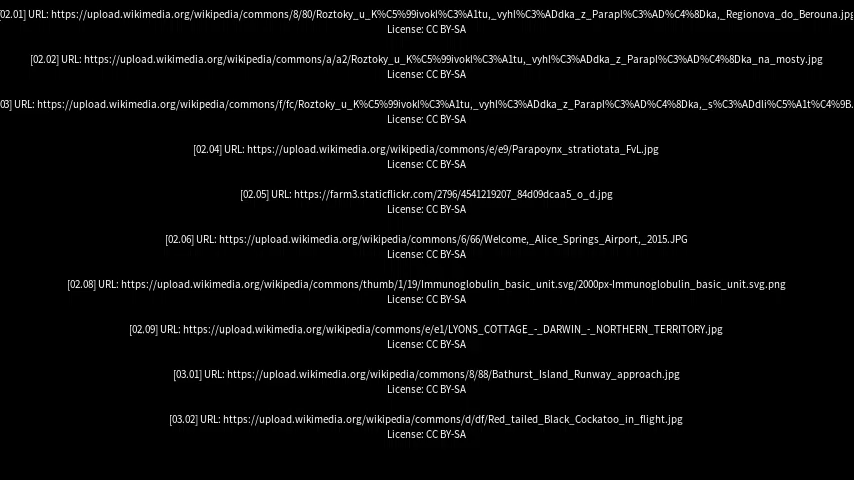 02.01] URL: https://upload.wikimedia.org/wikipedia/commons/8/80/Roztoky_u_K%C5%99ivokl%C3%A1tu,_vyhl%C3%ADdka_z_Parapl%C3%AD%C4%8Dka,_Regionova_do_Berouna.jpg
License: CC BY-SA
[02.02] URL: https://upload.wikimedia.org/wikipedia/commons/a/a2/Roztoky_u_K%C5%99ivokl%C3%A1tu,_vyhl%C3%ADdka_z_Parapl%C3%AD%C4%8Dka_na_mosty.jpg
License: CC BY-SA
03] URL: https://upload.wikimedia.org/wikipedia/commons/f/fc/Roztoky_u_K%C5%99ivokl%C3%A1tu,_vyhl%C3%ADdka_z_Parapl%C3%AD%C4%8Dka,_s%C3%ADdli%C5%A1t%C4%9B.
License: CC BY-SA
[02.04] URL: https://upload.wikimedia.org/wikipedia/commons/e/e9/Parapoynx_stratiotata_FvL.jpg
License: CC BY-SA
[02.05] URL: https://farm3.staticflickr.com/2796/4541219207_84d09dcaa5_o_d.jpg
License: CC BY-SA
[02.06] URL: https://upload.wikimedia.org/wikipedia/commons/6/66/Welcome,_Alice_Springs_Airport,_2015.JPG
License: CC BY-SA
[02.08] URL: https://upload.wikimedia.org/wikipedia/commons/thumb/1/19/Immunoglobulin_basic_unit.svg/2000px-Immunoglobulin_basic_unit.svg.png
License: CC BY-SA
[02.09] URL: https://upload.wikimedia.org/wikipedia/commons/e/e1/LYONS_COTTAGE_-_DARWIN_-_NORTHERN_TERRITORY.jpg
License: CC BY-SA
[03.01] URL: https://upload.wikimedia.org/wikipedia/commons/8/88/Bathurst_Island_Runway_approach.jpg
License: CC BY-SA
[03.02] URL: https://upload.wikimedia.org/wikipedia/commons/d/df/Red_tailed_Black_Cockatoo_in_flight.jpg
License: CC BY-SA